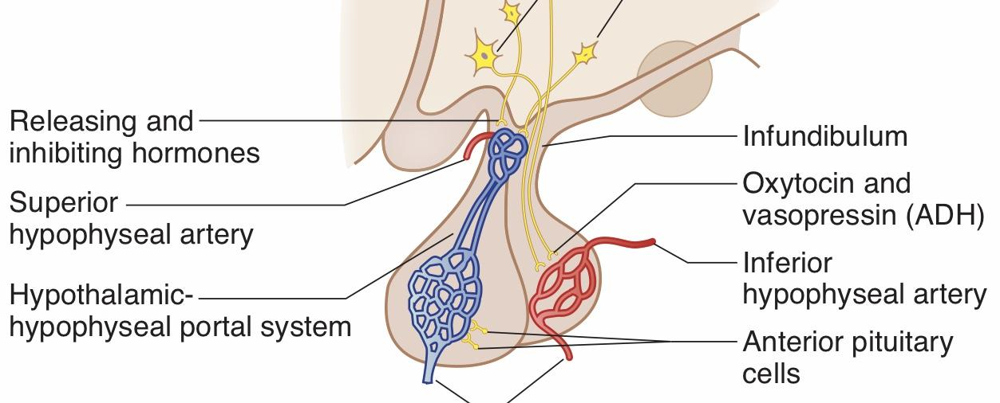 Releasing and
inhibiting hormones
Superior
hypophyseal artery
Hypothalamic-
hypophyseal portal system
Infundibulum
Oxytocin and
vasopressin (ADH)
Inferior
hypophyseal artery
Anterior pituitary
cells